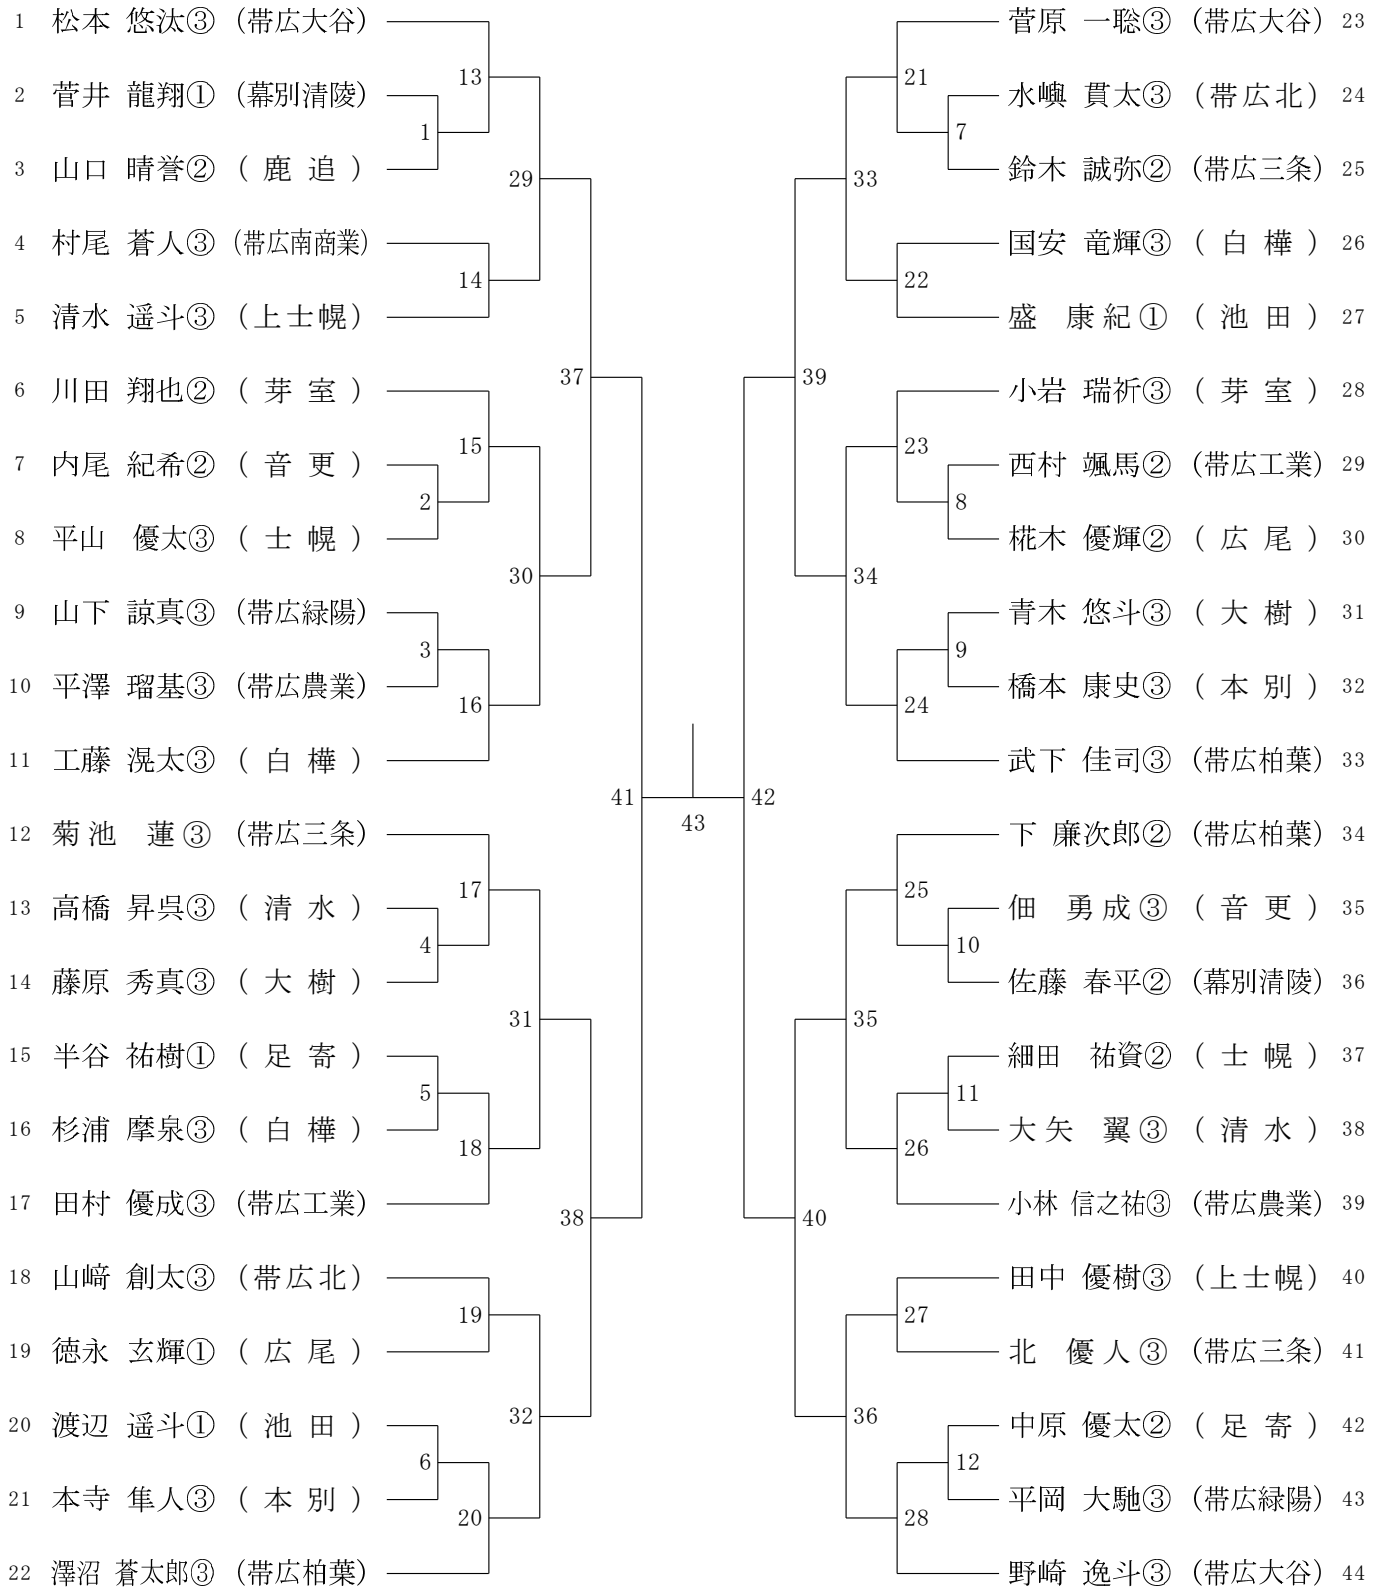 1 松本 悠汰③ (帯広大谷)
2 菅井 龍翔① (幕別清陵)
3 山口 晴誉② ( 鹿 追 )
4 村尾 蒼人③ (帯広南商業)
5 清水 遥斗③ (上士幌)
6 川田 翔也② ( 芽 室 )
7 内尾 紀希② ( 音 更 )
8 平山 優太③ ( 士 幌 )
9 山下 諒真③ (帯広緑陽)
10 平澤 瑠基③ (帯広農業)
11 工藤 滉太③ ( 白 樺 )
12 菊池 蓮③ (帯広三条)
13 高橋 昇呉③ ( 清 水 )
14 藤原 秀真③ ( 大 樹 )
15 半谷 祐樹① ( 足 寄 )
16 杉浦 摩泉③ ( 白 樺 )
17 田村 優成③ (帯広工業)
18 山﨑 創太③ (帯広北)
19 徳永 玄輝① ( 広 尾 )
20 渡辺 遥斗① ( 池 田 )
21 本寺 隼人③ ( 本 別 )
22 澤沼 蒼太郎③ (帯広柏葉)
13
1
29
14
37
15
2
30
3
16
41
17
4
31
5
18
38
19
32
6
20
43
42
21
7
33
22
39
23
8
34
9
24
25
10
35
11
26
40
27
36
12
28
菅原 一聡③ (帯広大谷) 23
水嶼 貫太③ (帯広北) 24
鈴木 誠弥② (帯広三条) 25
国安 竜輝③ ( 白 樺 ) 26
盛 康紀① ( 池 田 ) 27
小岩 瑞祈③ ( 芽 室 ) 28
西村 颯馬② (帯広工業) 29
椛木 優輝② ( 広 尾 ) 30
青木 悠斗③ ( 大 樹 ) 31
橋本 康史③ ( 本 別 ) 32
武下 佳司③ (帯広柏葉) 33
下 廉次郎② (帯広柏葉) 34
佃 勇成③ ( 音 更 ) 35
佐藤 春平② (幕別清陵) 36
細田 祐資② ( 士 幌 ) 37
大矢 翼③ ( 清 水 ) 38
小林 信之祐③ (帯広農業) 39
田中 優樹③ (上士幌) 40
北 優人③ (帯広三条) 41
中原 優太② ( 足 寄 ) 42
平岡 大馳③ (帯広緑陽) 43
野崎 逸斗③ (帯広大谷) 44